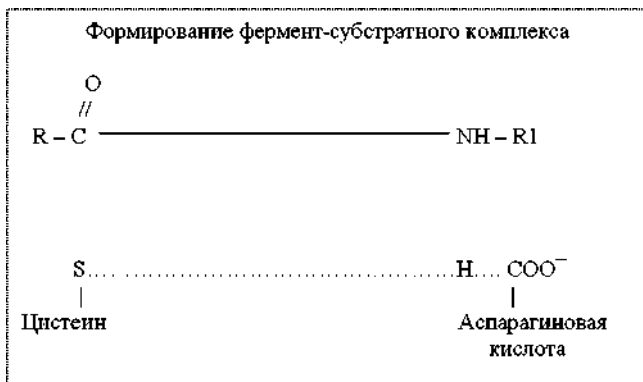 Формирование фермент-субстратного комплекса
O
//
R – C ―――――― NH – R1
S............................................H.... COO⁻
| |
Цистеин Аспарагиновая
кислота